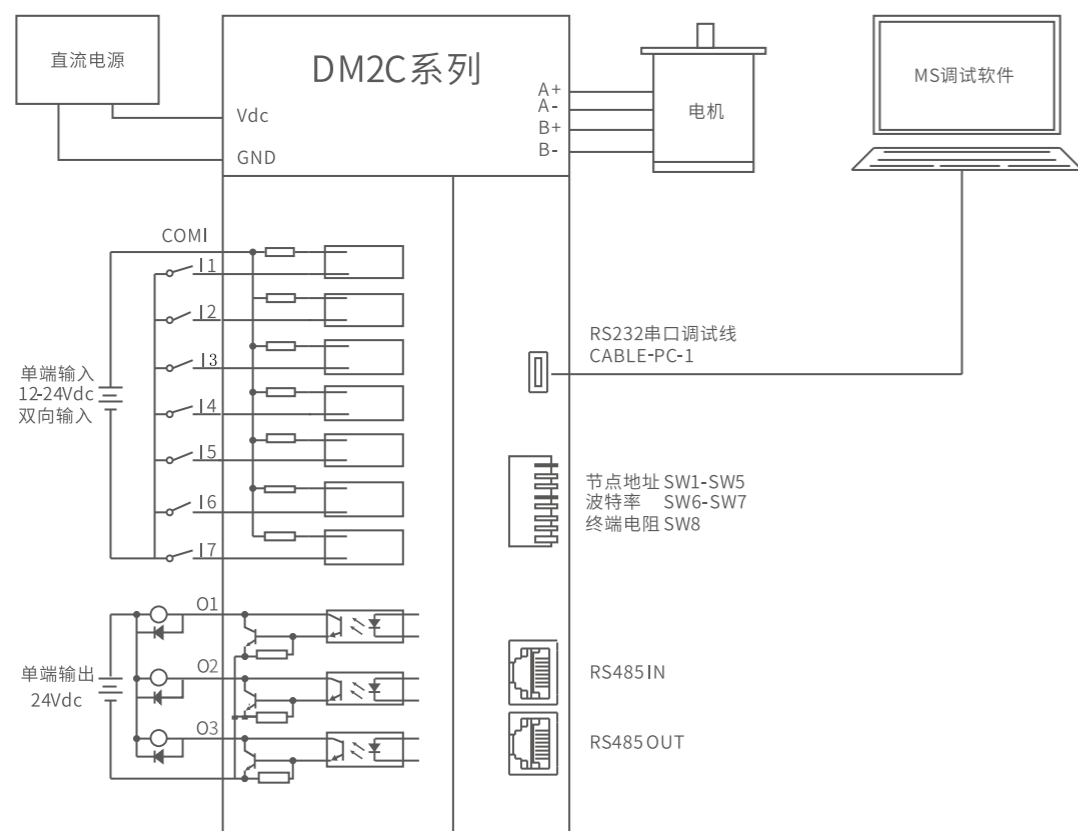 直流电源
DM2C系列
Vdc
GND
A+
A-
B+
B-
电机
MS调试软件
COMI
I1
I2
I3
I4
I5
I6
I7
单端输入
12-24Vdc
双向输入
RS232串口调试线
CABLE-PC-1
节点地址 SW1-SW5
波特率 SW6-SW7
终端电阻 SW8
O1
O2
O3
单端输出
24Vdc
RS485 IN
RS485 OUT